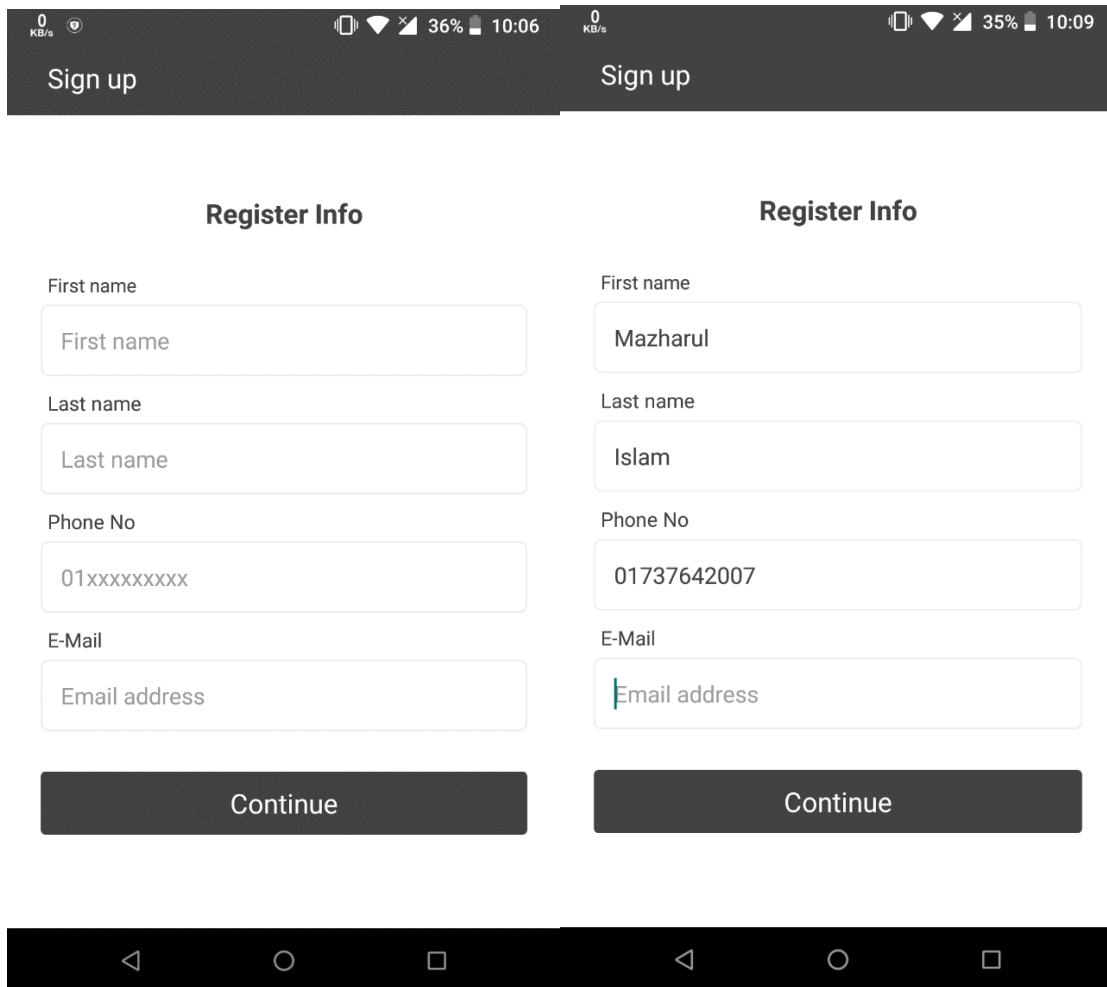 0
KB/s
36% 10:06
Sign up
Register Info
First name
First name
Last name
Last name
Phone No
01xxxxxxxxx
E-Mail
Email address
Continue
0
KB/s
35% 10:09
Sign up
Register Info
First name
Mazharul
Last name
Islam
Phone No
01737642007
E-Mail
Email address
Continue